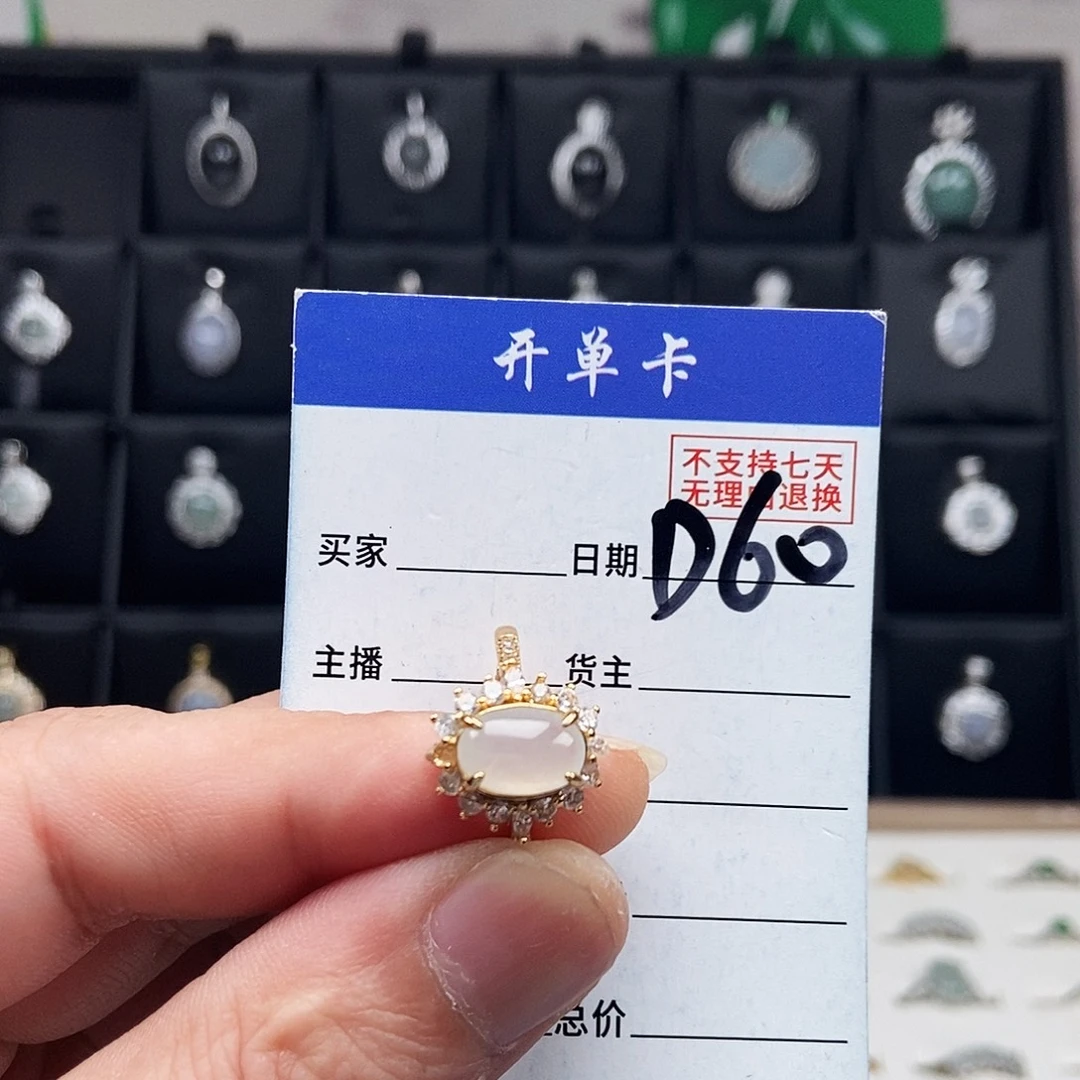 开单卡
不支持七天
无理由退换
买家 日期 D60
主播 货主
总价